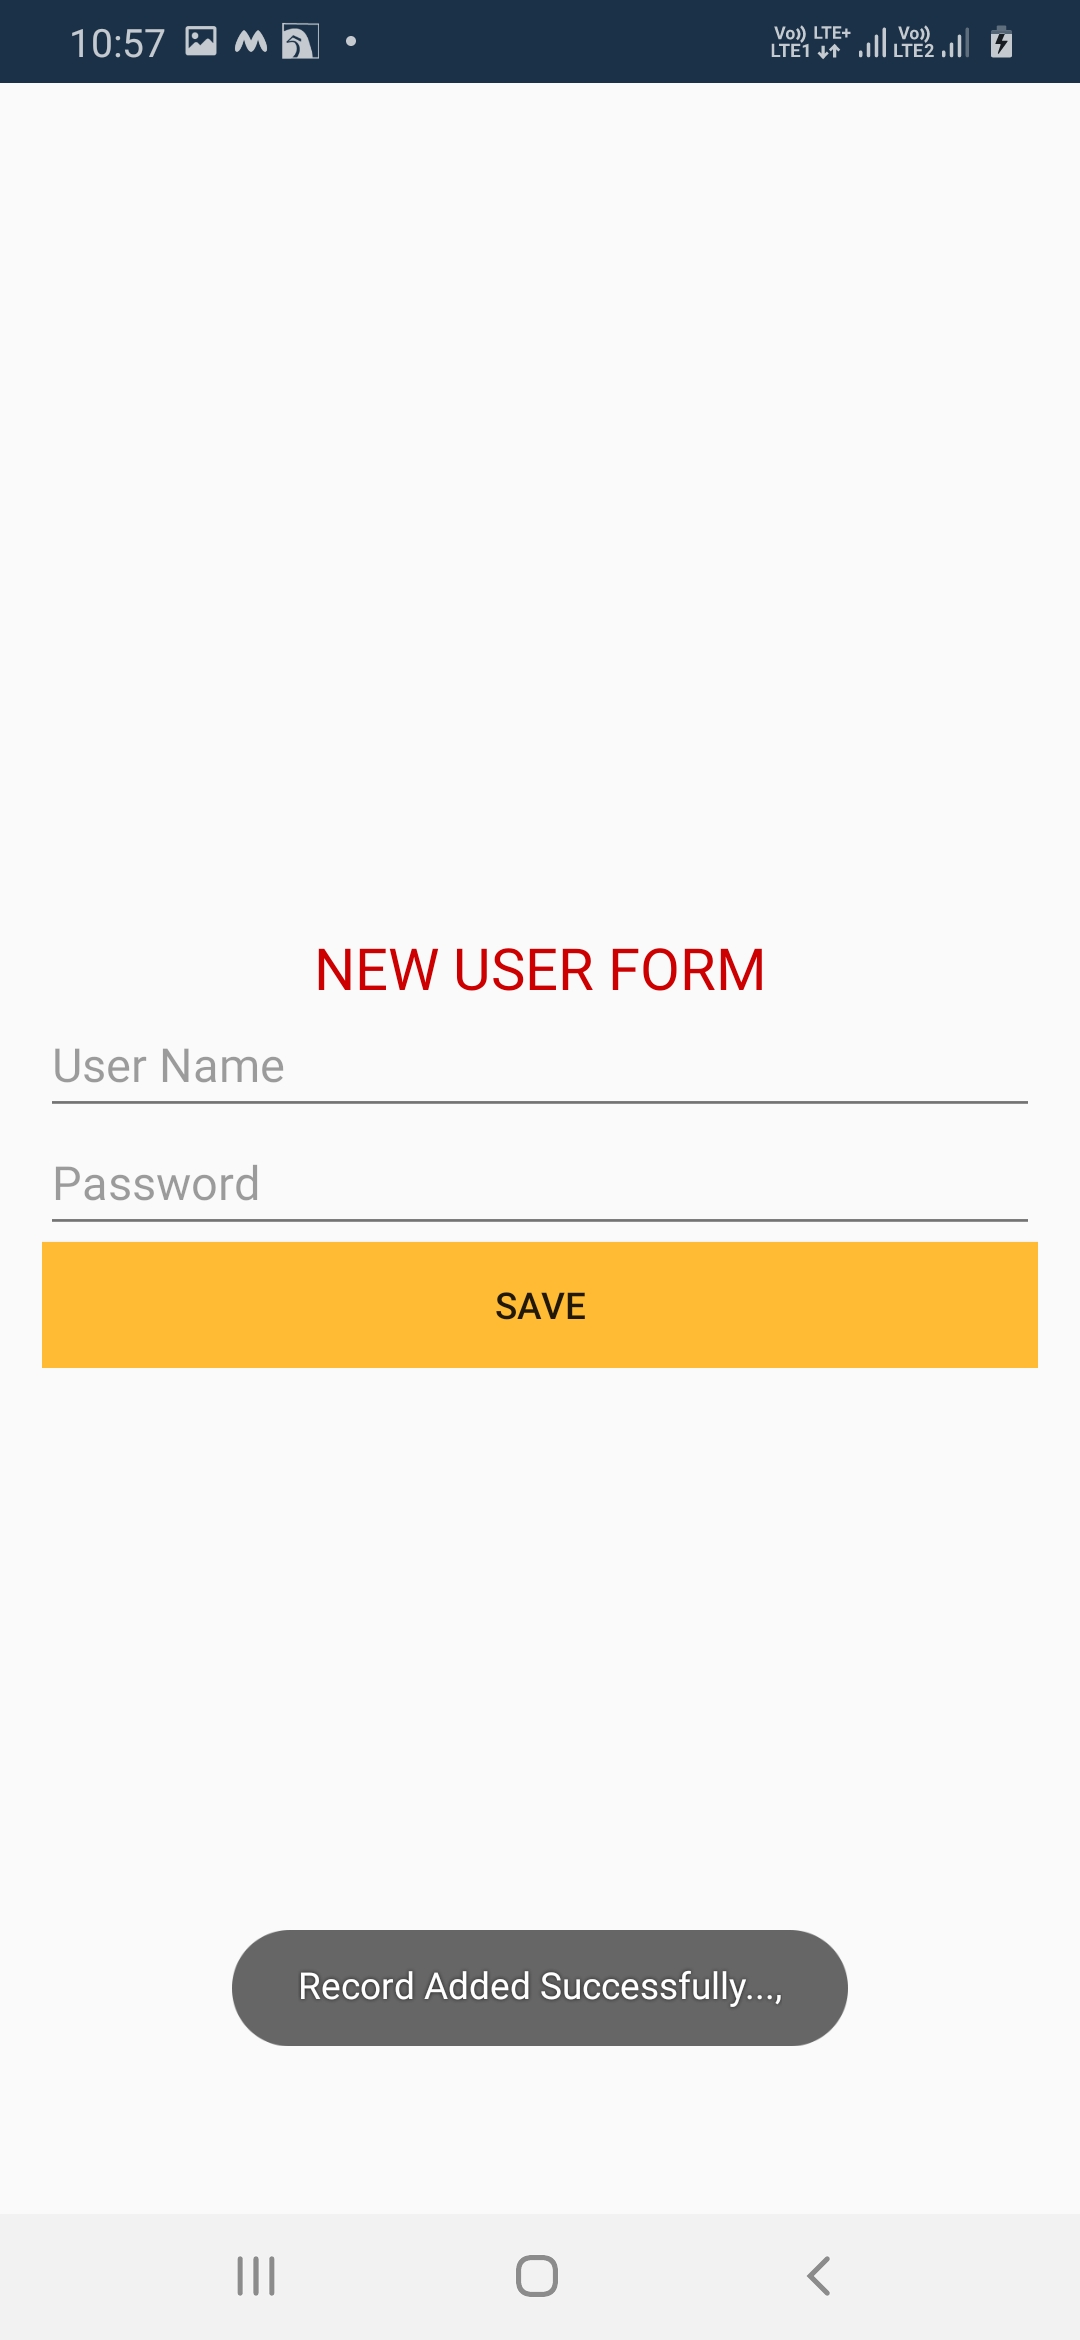 10:57
Vo)) LTE+ Vo))
LTE1 LTE2
NEW USER FORM
User Name
Password
SAVE
Record Added Successfully...,